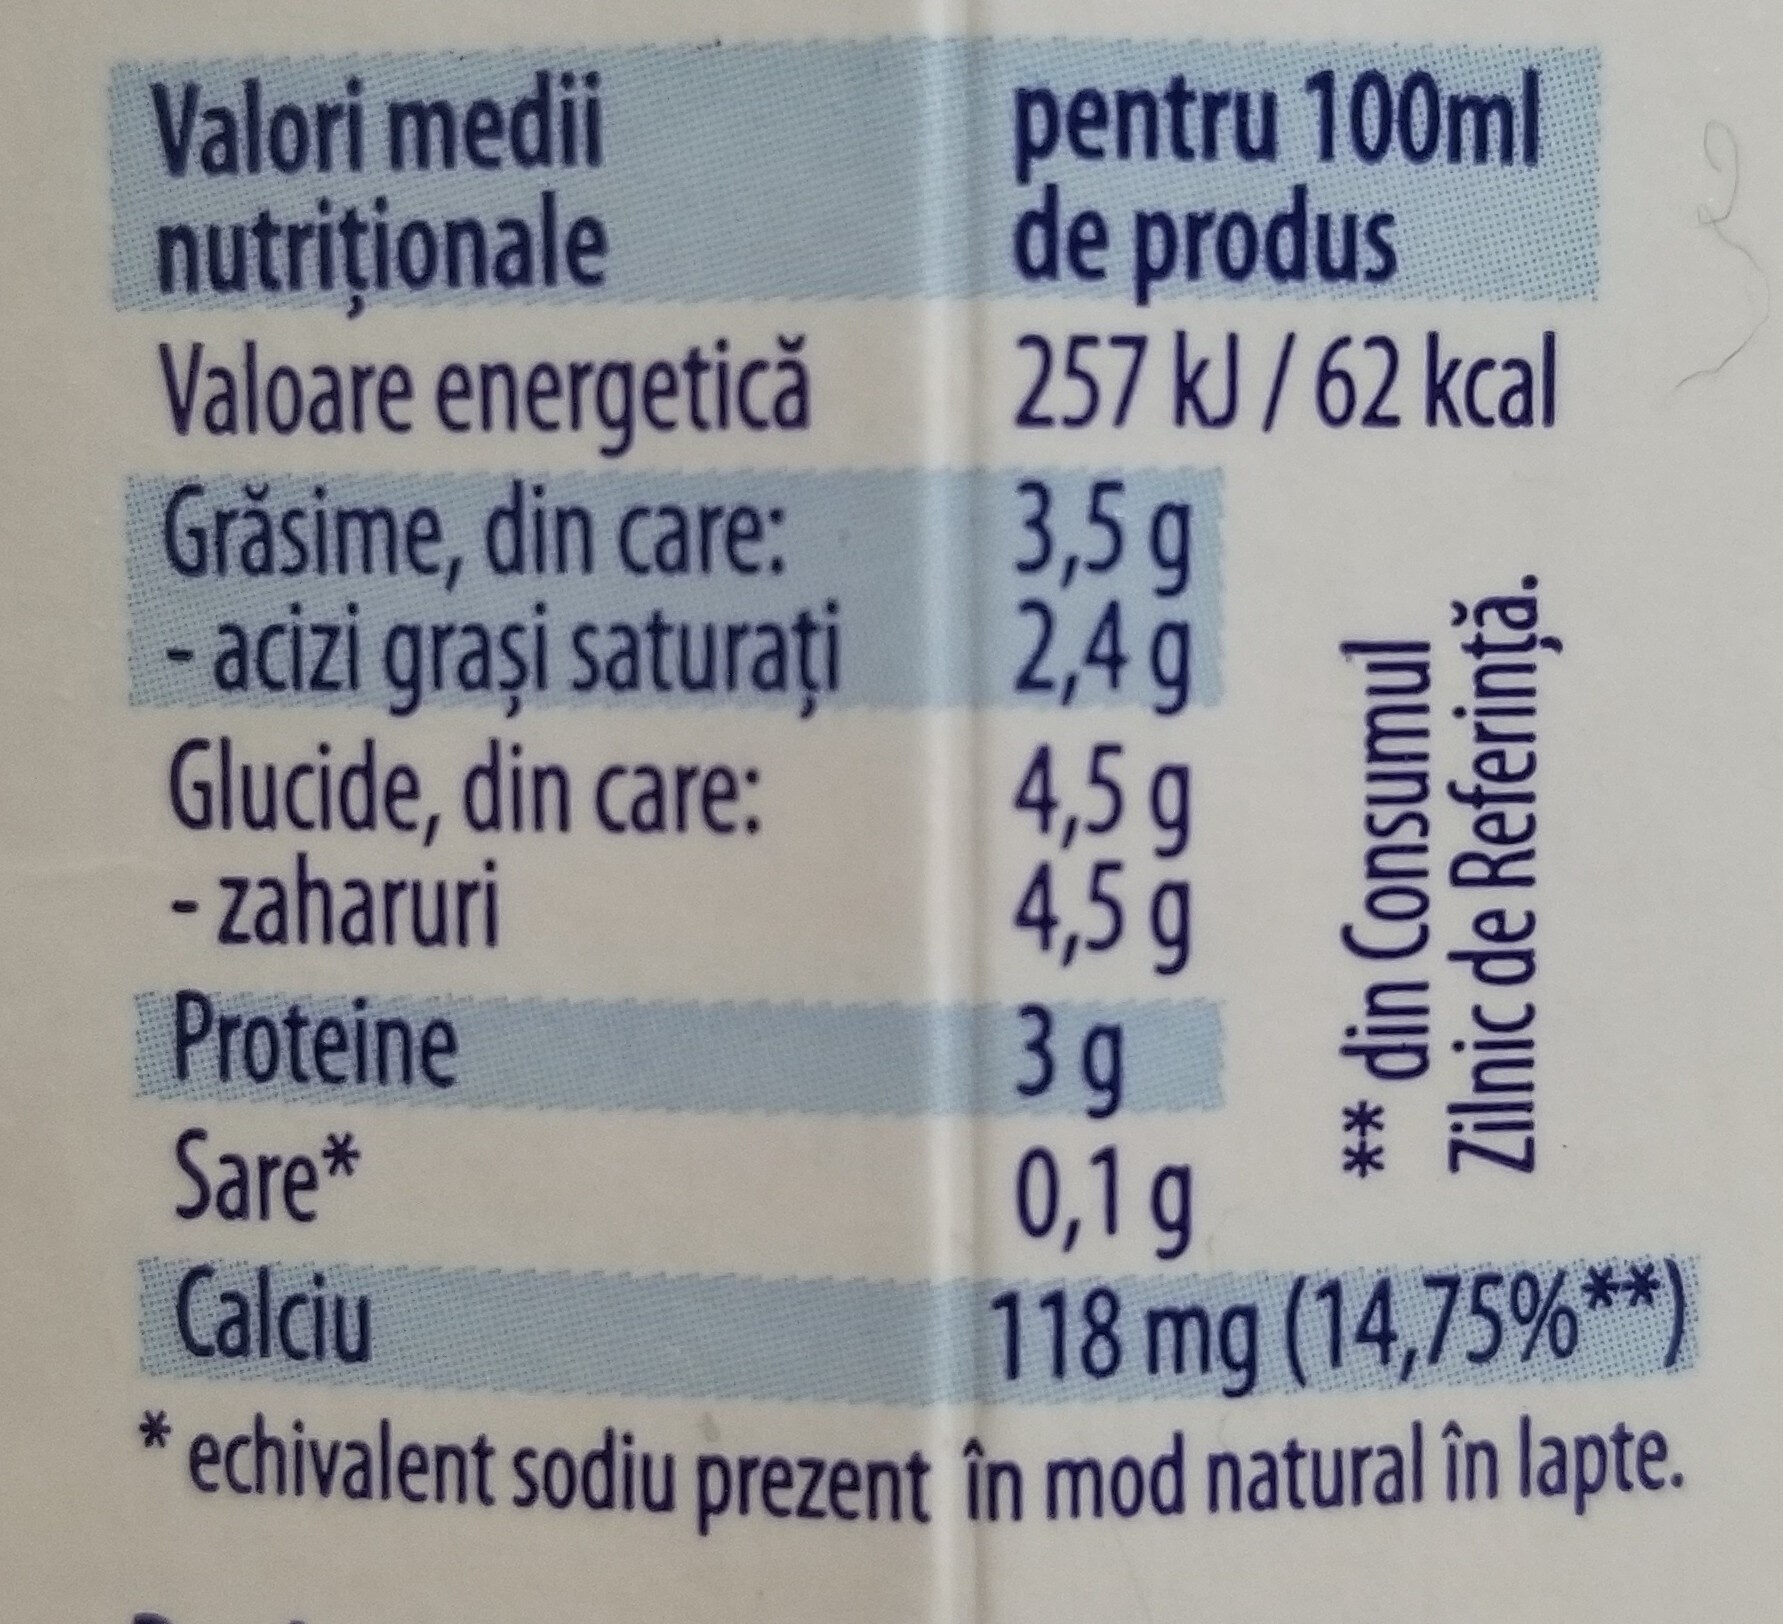 Valori medii pentru 100ml
nutriționale de produs
Valoare energetică 257 kJ / 62 kcal
Grăsime, din care: 3,5 g
- acizi grași saturați 2,4 g
Glucide, din care: 4,5 g
- zaharuri 4,5 g
Proteine 3 g
Sare* 0,1 g
Calciu 118 mg (14,75%**)
** din Consumul
Zilnic de Referință.
* echivalent sodiu prezent în mod natural în lapte.